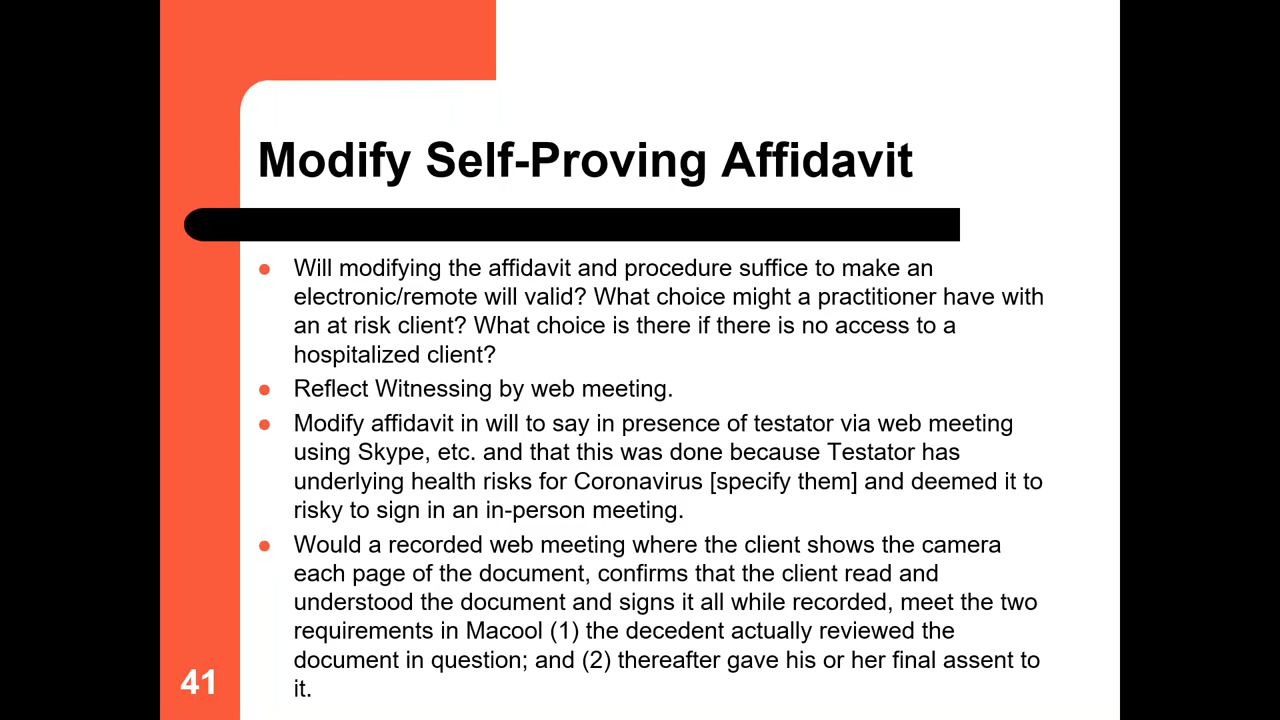 Modify Self-Proving Affidavit
● Will modifying the affidavit and procedure suffice to make an
electronic/remote will valid? What choice might a practitioner have with
an at risk client? What choice is there if there is no access to a
hospitalized client?
● Reflect Witnessing by web meeting.
● Modify affidavit in will to say in presence of testator via web meeting
using Skype, etc. and that this was done because Testator has
underlying health risks for Coronavirus [specify them] and deemed it to
risky to sign in an in-person meeting.
● Would a recorded web meeting where the client shows the camera
each page of the document, confirms that the client read and
understood the document and signs it all while recorded, meet the two
requirements in Macool (1) the decedent actually reviewed the
document in question; and (2) thereafter gave his or her final assent to
it.
41